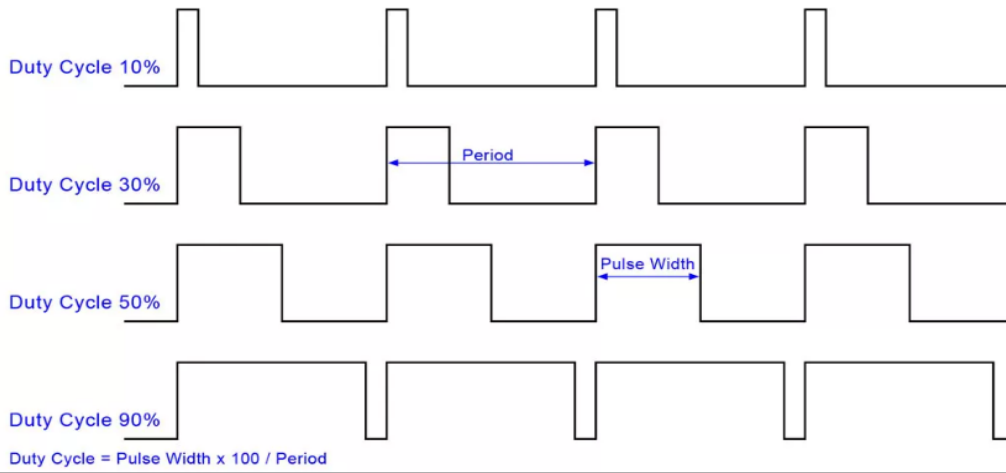 Duty Cycle 10%
Period
Duty Cycle 30%
Pulse Width
Duty Cycle 50%
Duty Cycle 90%
Duty Cycle = Pulse Width x 100 / Period